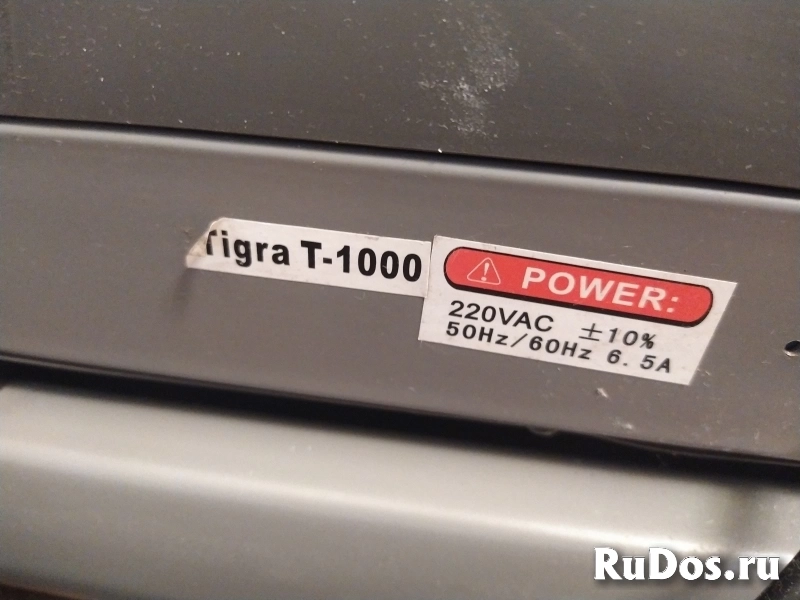 Tigra T-1000
POWER:
220VAC ±10%
50Hz/60Hz 6.5A
RuDos.ru